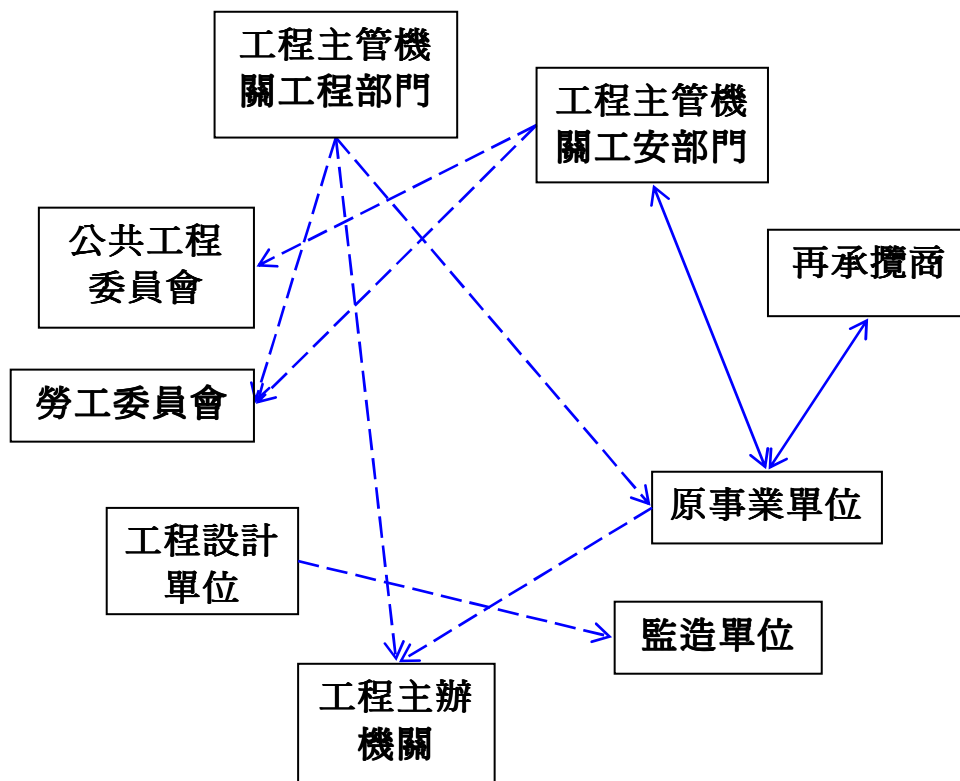 工程主管機
關工程部門
工程主管機
關工安部門
公共工程
委員會
再承攬商
勞工委員會
原事業單位
工程設計
單位
監造單位
工程主辦
機關